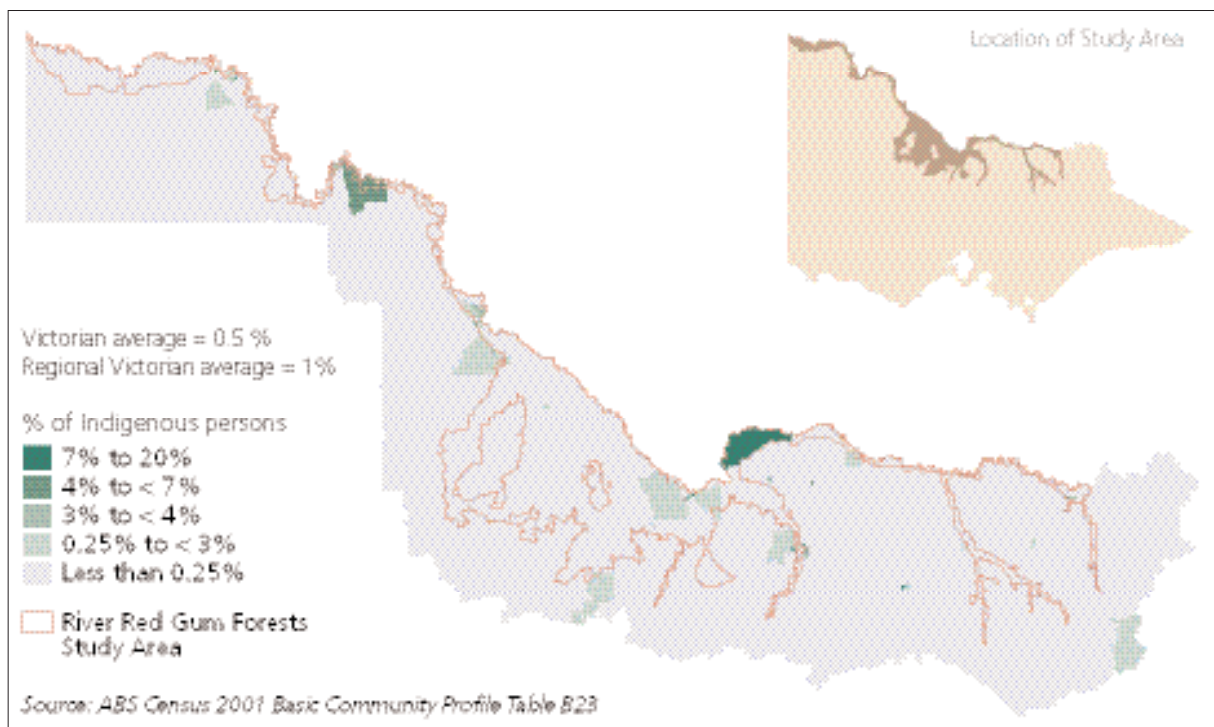 Location of Study Area
Victorian average = 0.5 %
Regional Victorian average = 1%
% of Indigenous persons
7% to 20%
4% to < 7%
3% to < 4%
0.25% to < 3%
Less than 0.25%
River Red Gum Forests
Study Area
Source: ABS Census 2001 Basic Community Profile Table B23